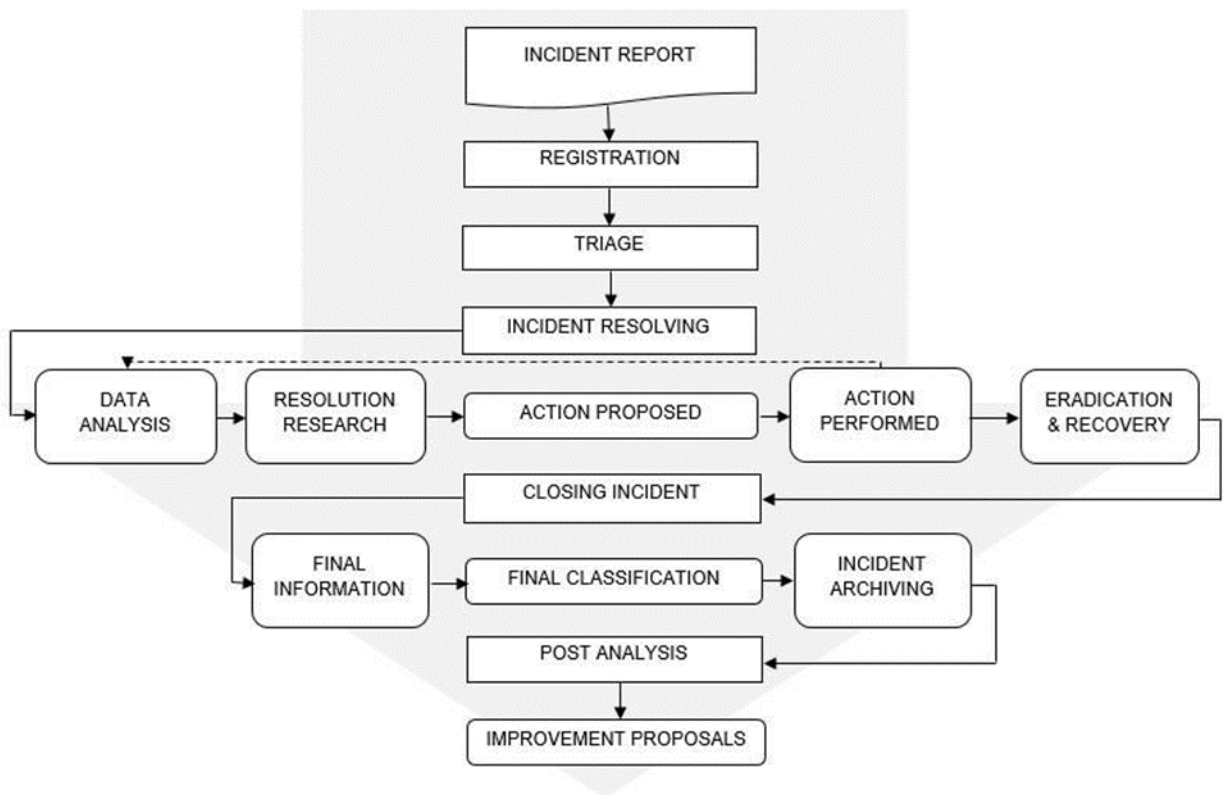 INCIDENT REPORT
REGISTRATION
TRIAGE
INCIDENT RESOLVING
DATA
ANALYSIS
RESOLUTION
RESEARCH
ACTION PROPOSED
ACTION
PERFORMED
ERADICATION
& RECOVERY
CLOSING INCIDENT
FINAL
INFORMATION
FINAL CLASSIFICATION
INCIDENT
ARCHIVING
POST ANALYSIS
IMPROVEMENT PROPOSALS